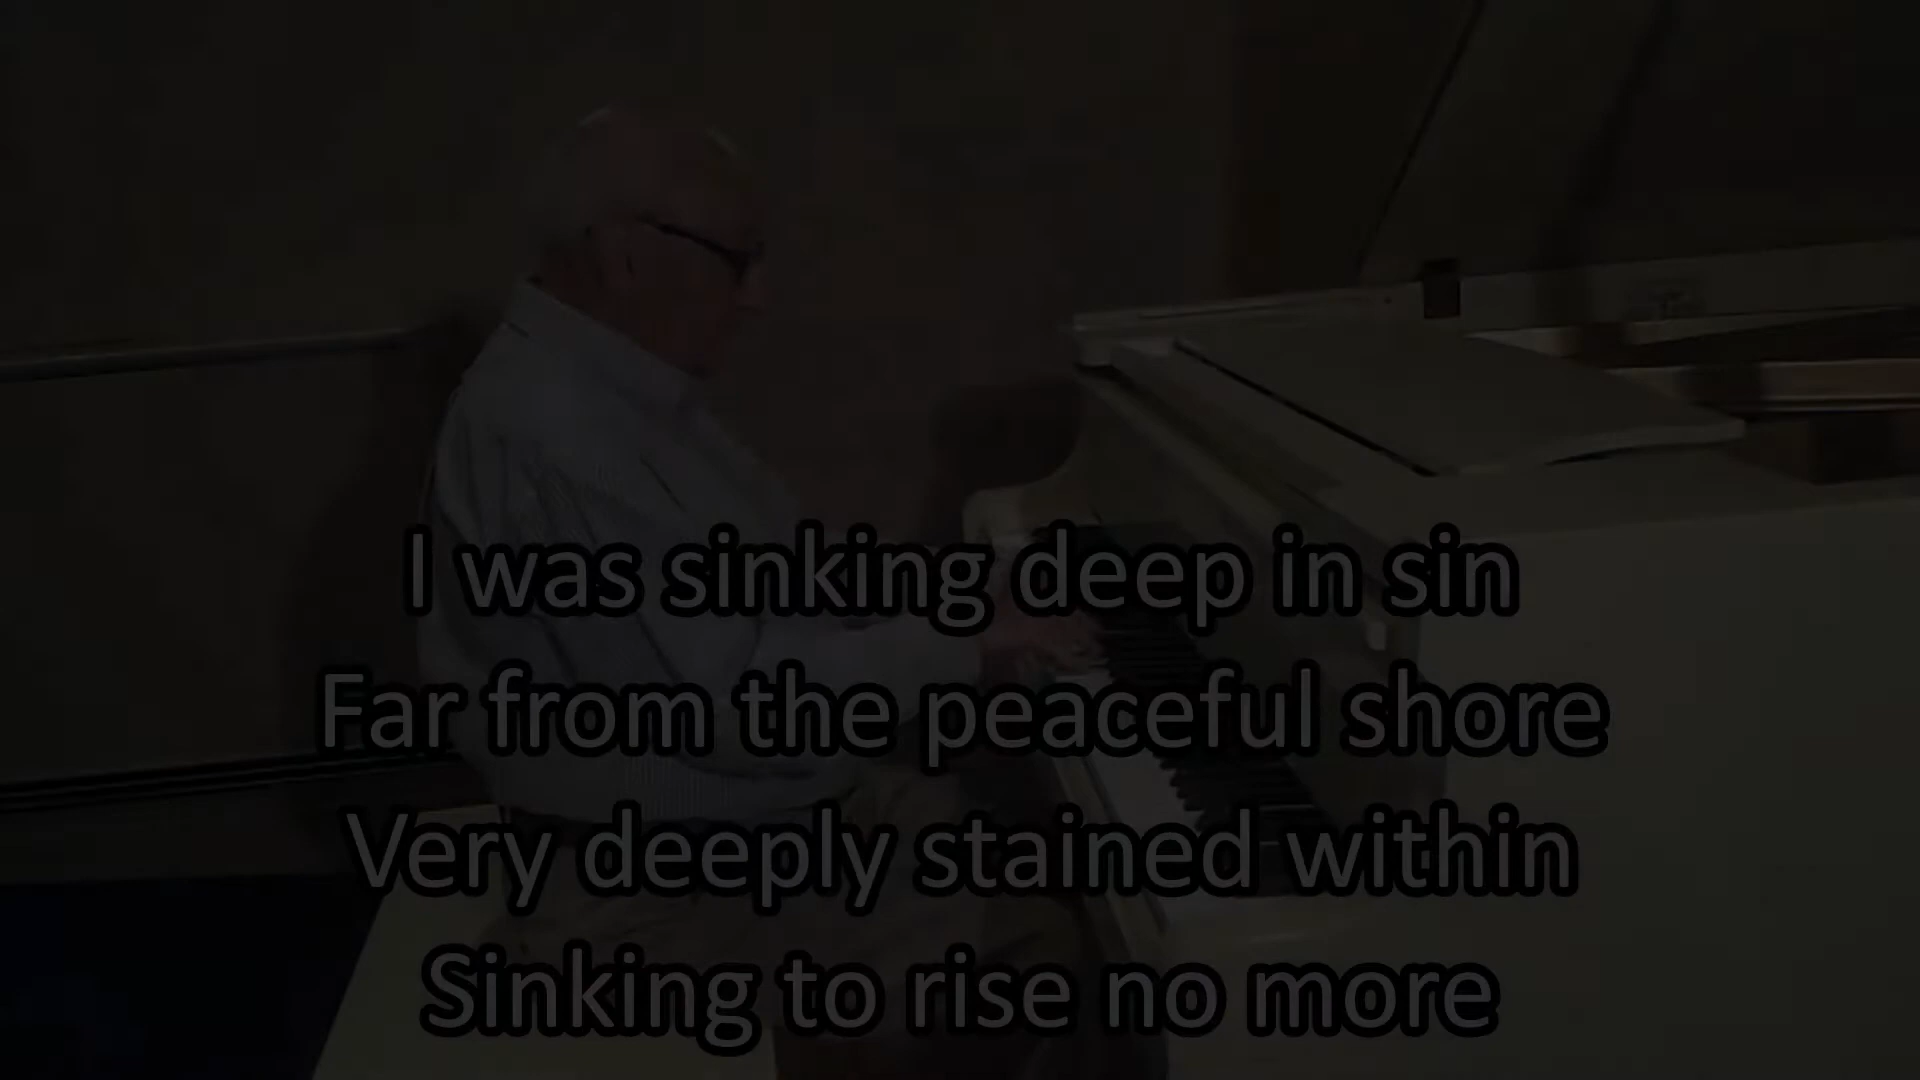 I was sinking deep in sin
Far from the peaceful shore
Very deeply stained within
Sinking to rise no more